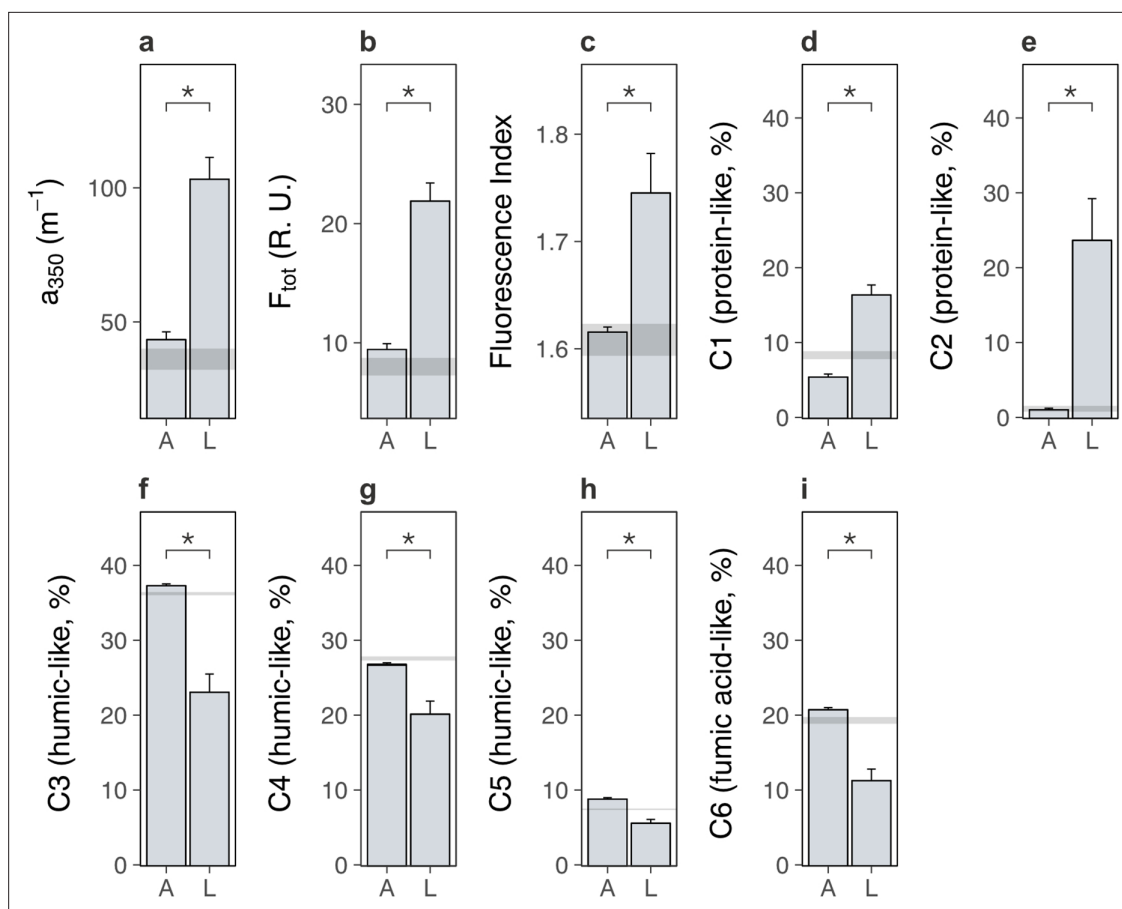 a
*
a350 (m−1)
100
50
A L
b
*
Ftot (R. U.)
30
20
10
A L
c
*
Fluorescence Index
1.8
1.7
1.6
A L
d
*
C1 (protein-like, %)
40
30
20
10
0
A L
e
*
C2 (protein-like, %)
40
30
20
10
0
A L
f
*
C3 (humic-like, %)
40
30
20
10
0
A L
g
*
C4 (humic-like, %)
40
30
20
10
0
A L
h
*
C5 (humic-like, %)
40
30
20
10
0
A L
i
*
C6 (fumic acid-like, %)
40
30
20
10
0
A L